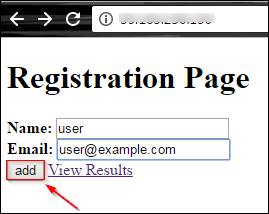 Registration Page
Name: user
Email: user@example.com
add View Results